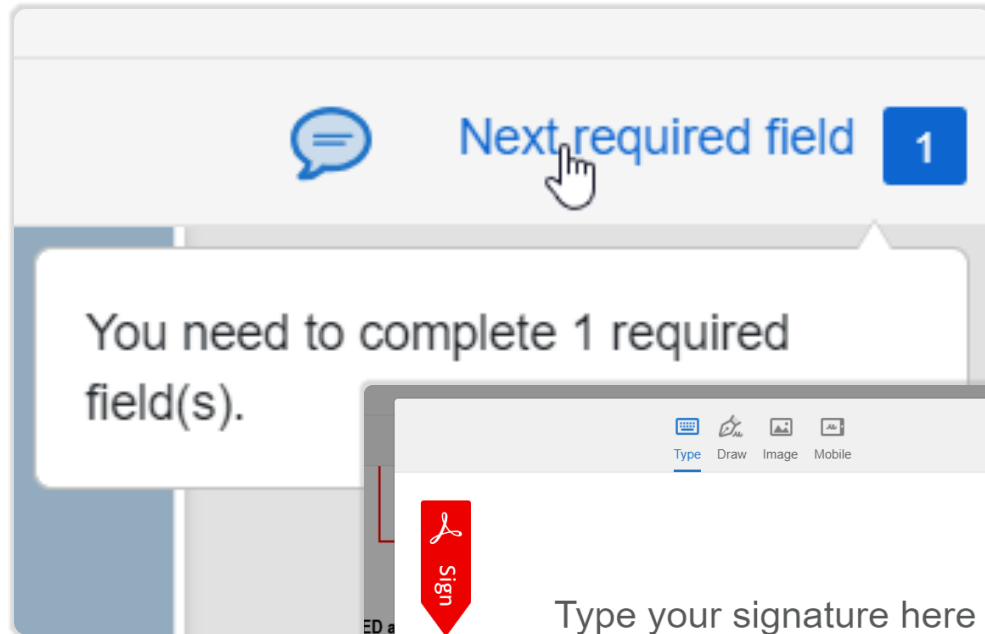 Next required field 1
You need to complete 1 required
field(s).
Type Draw Image Mobile
Sign
Type your signature here
ED a